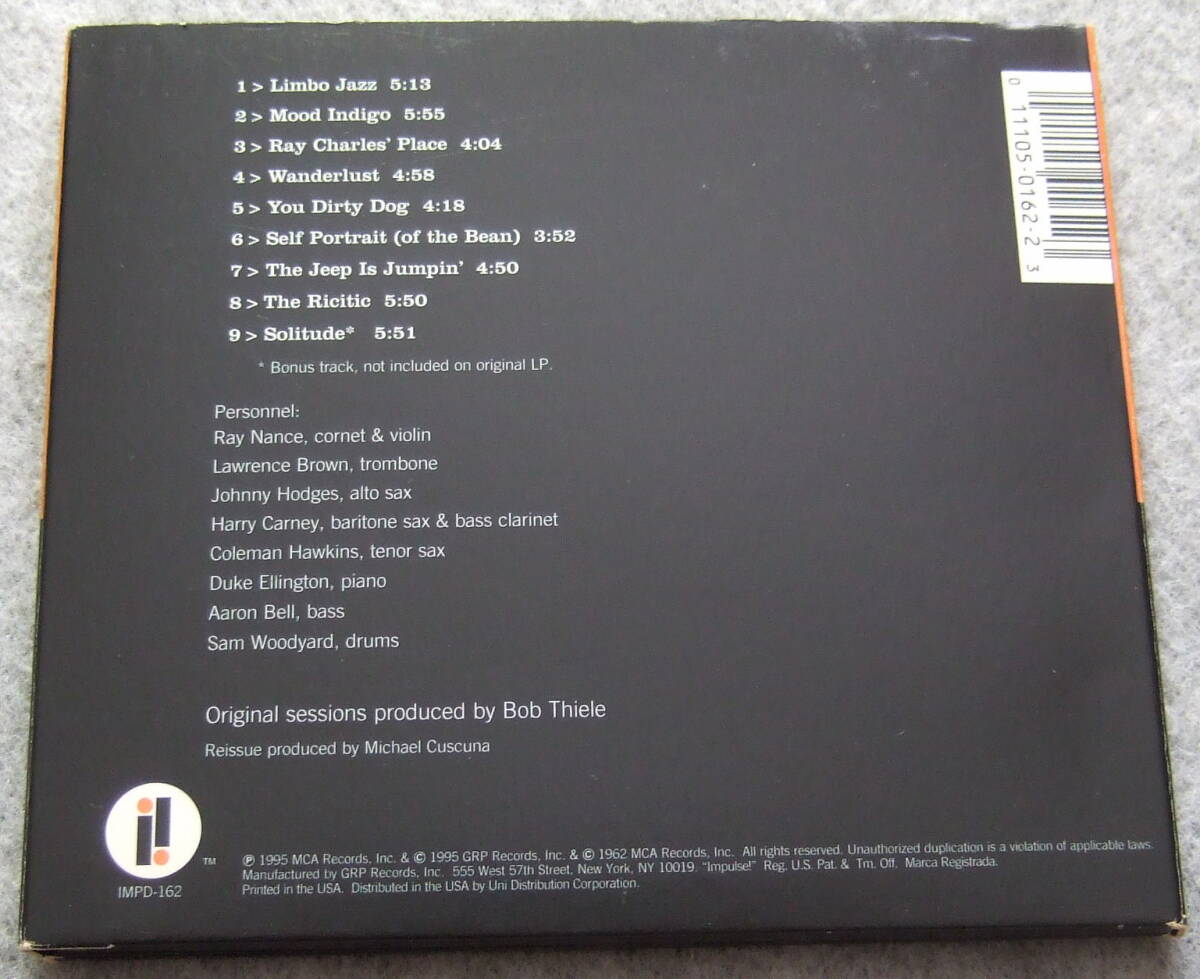 1 > Limbo Jazz 5:13
2 > Mood Indigo 5:55
3 > Ray Charles' Place 4:04
4 > Wanderlust 4:58
5 > You Dirty Dog 4:18
6 > Self Portrait (of the Bean) 3:52
7 > The Jeep Is Jumpin' 4:50
8 > The Ricitic 5:50
9 > Solitude* 5:51
* Bonus track, not included on original LP.
Personnel:
Ray Nance, cornet & violin
Lawrence Brown, trombone
Johnny Hodges, alto sax
Harry Carney, baritone sax & bass clarinet
Coleman Hawkins, tenor sax
Duke Ellington, piano
Aaron Bell, bass
Sam Woodyard, drums
Original sessions produced by Bob Thiele
Reissue produced by Michael Cuscuna
i!
TM
IMPD-162
℗ 1995 MCA Records, Inc. & © 1995 GRP Records, Inc. & © 1962 MCA Records, Inc. All rights reserved. Unauthorized duplication is a violation of applicable laws.
Manufactured by GRP Records, Inc. 555 West 57th Street, New York, NY 10019. "Impulse!" Reg. U.S. Pat. & Tm. Off. Marca Registrada.
Printed in the USA. Distributed in the USA by Uni Distribution Corporation.
0 11105-0162-2 3